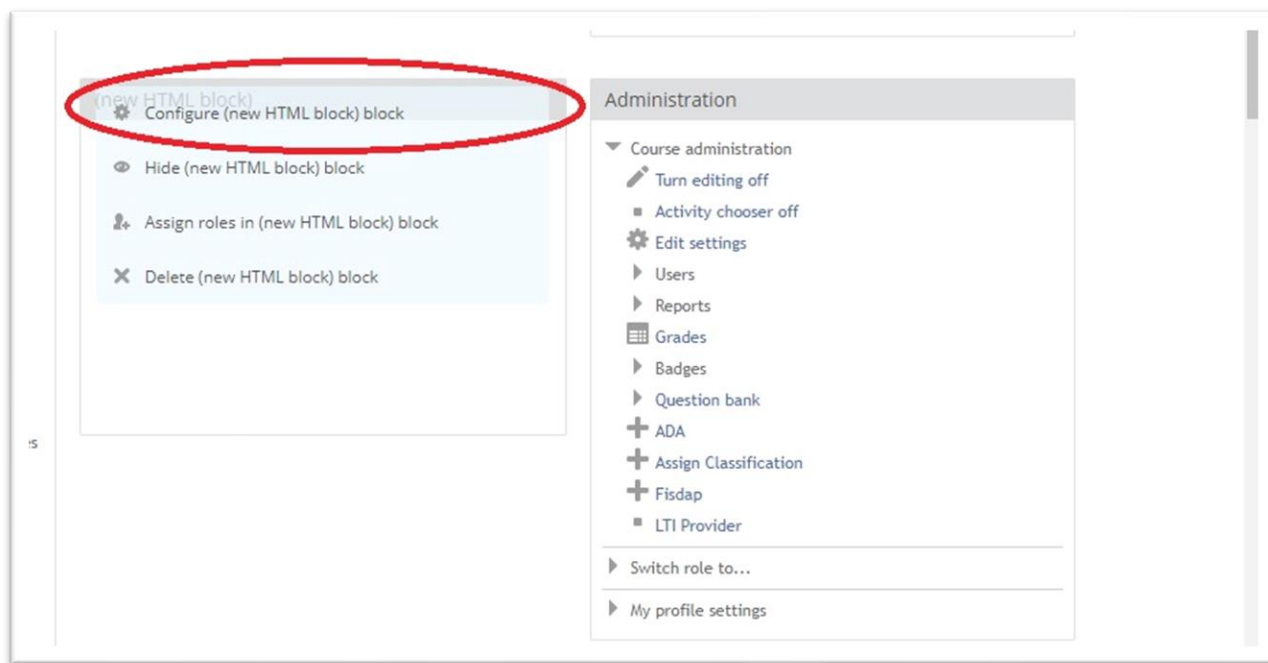 (new HTML block)
Configure (new HTML block) block
Hide (new HTML block) block
Assign roles in (new HTML block) block
Delete (new HTML block) block
Administration
Course administration
Turn editing off
Activity chooser off
Edit settings
Users
Reports
Grades
Badges
Question bank
ADA
Assign Classification
Fisdap
LTI Provider
Switch role to...
My profile settings